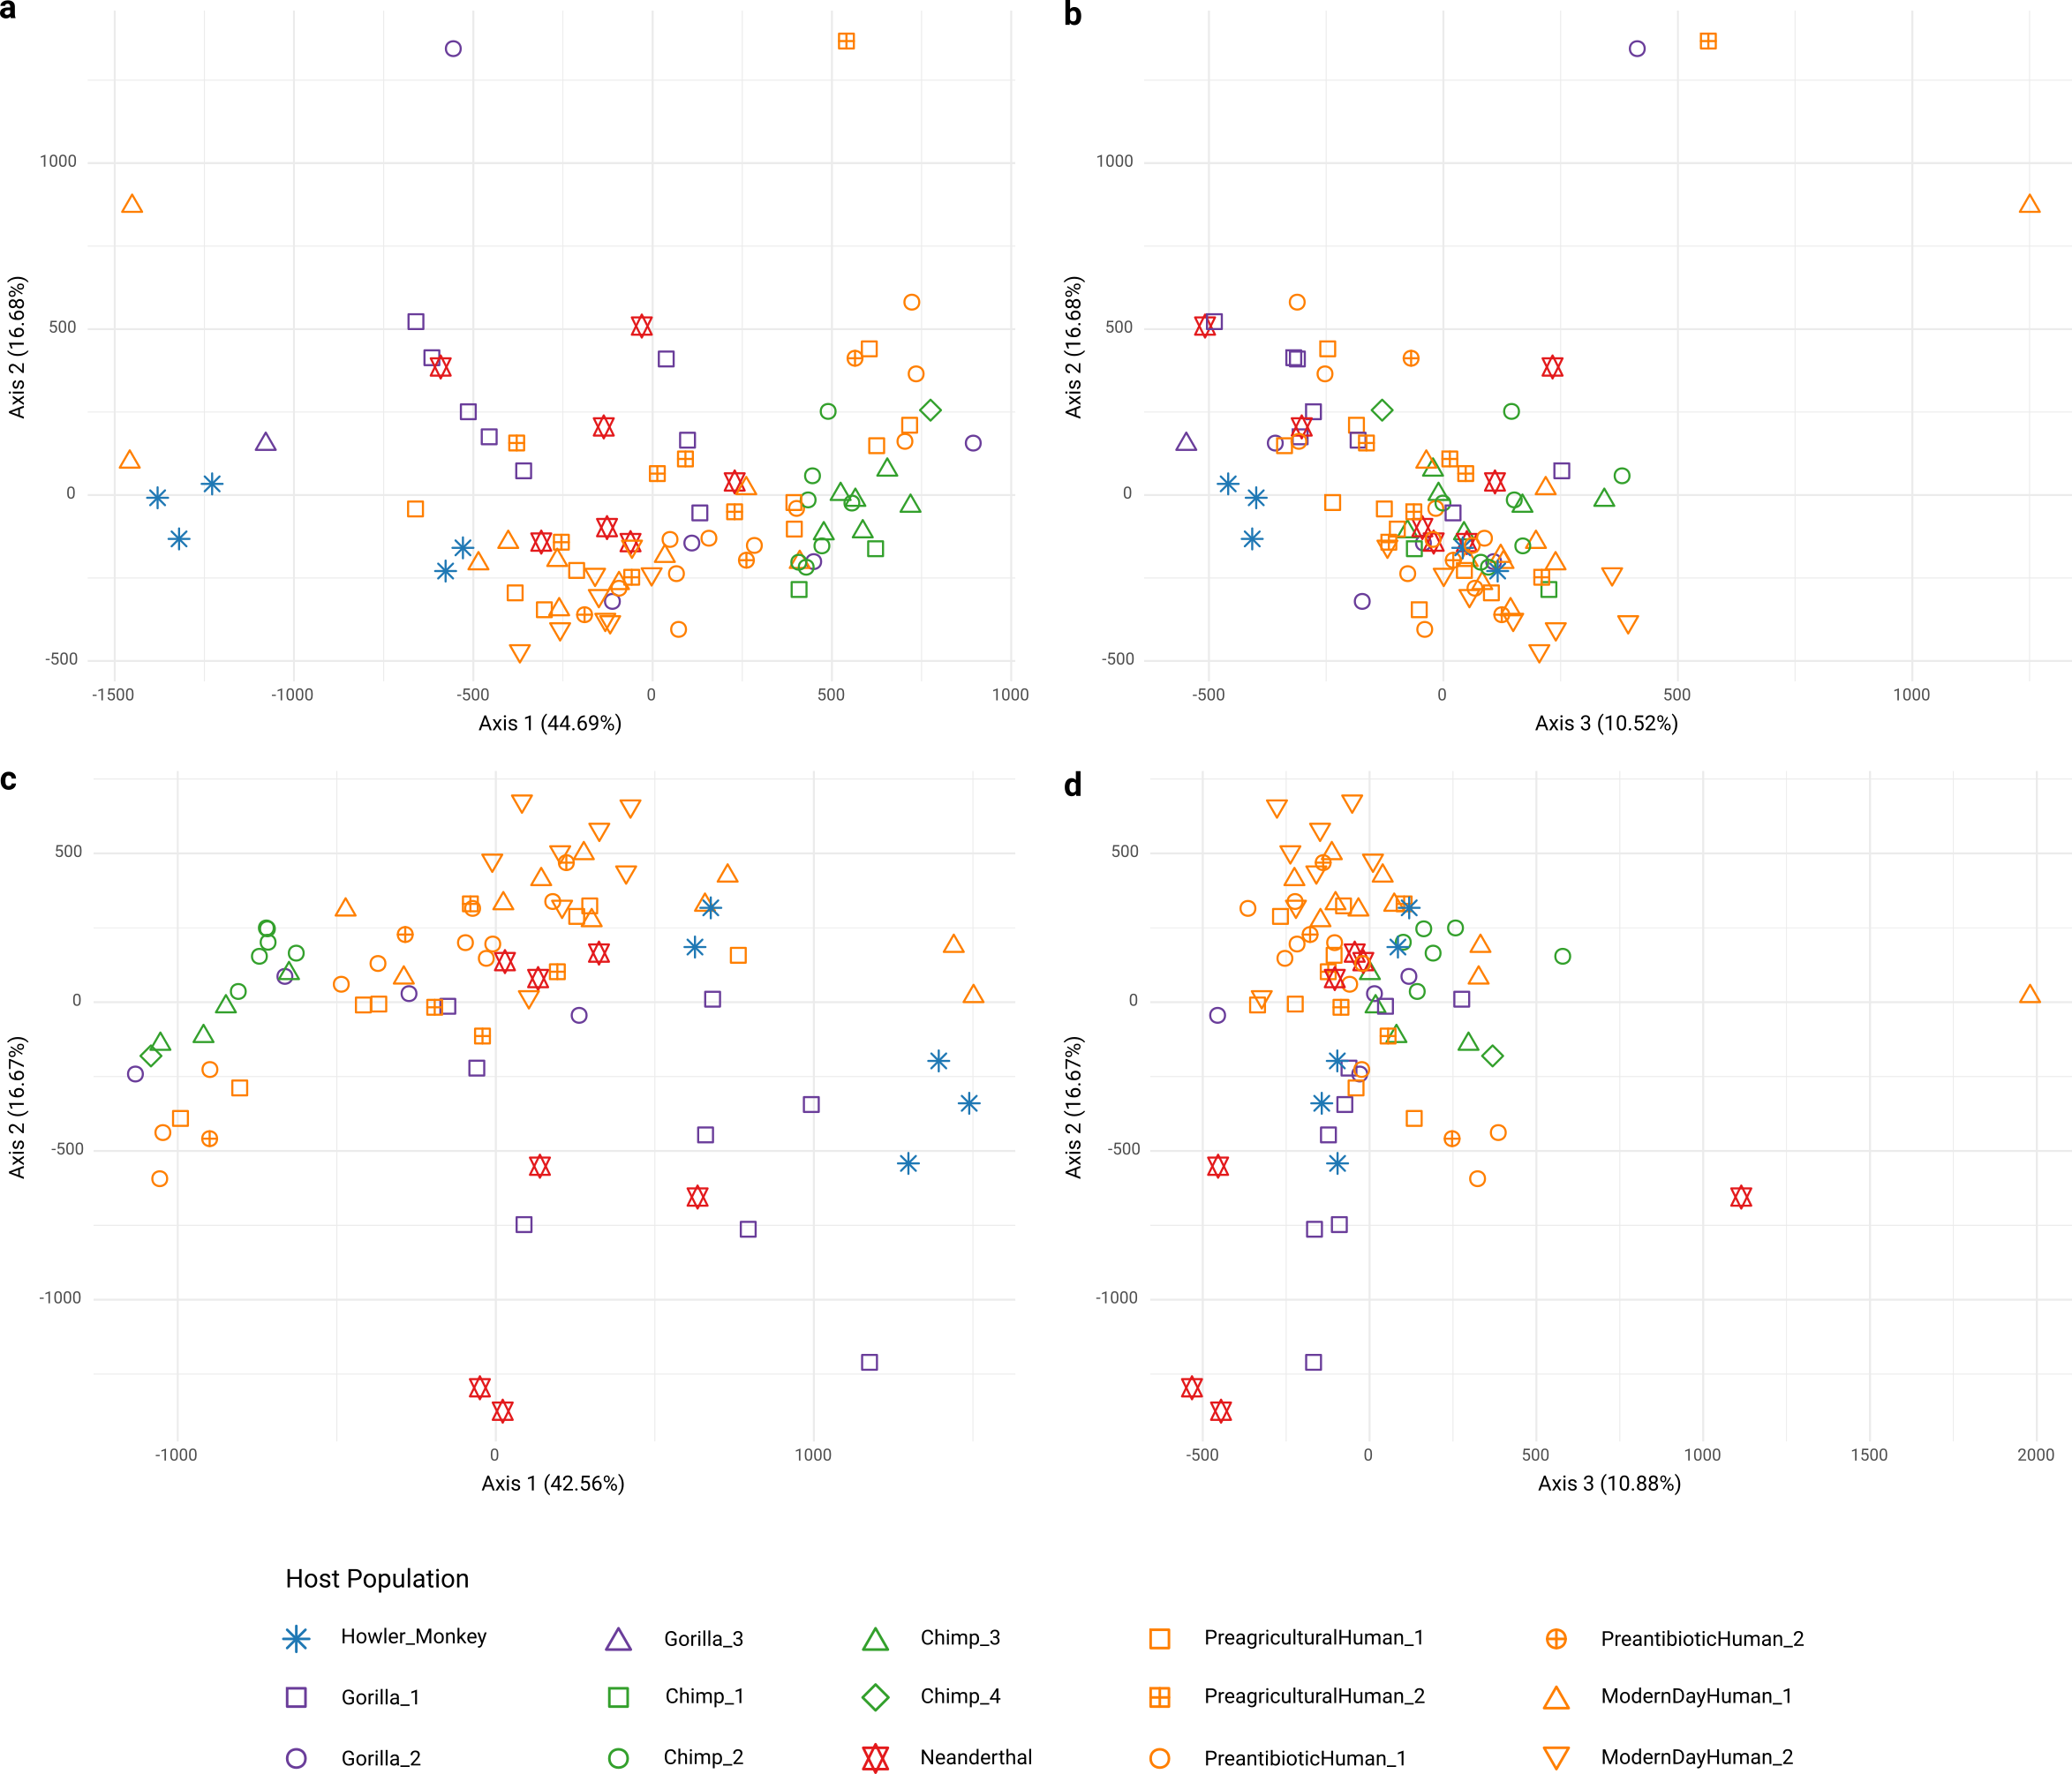 a
1000
500
0
-500
-1500
-1000
-500
0
500
1000
Axis 1 (44.69%)
Axis 2 (16.68%)
b
1000
500
0
-500
-500
0
500
1000
Axis 3 (10.52%)
Axis 2 (16.68%)
c
500
0
-500
-1000
-1000
0
1000
Axis 1 (42.56%)
Axis 2 (16.67%)
d
500
0
-500
-1000
-500
0
500
1000
1500
2000
Axis 3 (10.88%)
Axis 2 (16.67%)
Host Population
Howler_Monkey
Gorilla_1
Gorilla_2
Gorilla_3
Chimp_1
Chimp_2
Chimp_3
Chimp_4
Neanderthal
PreagriculturalHuman_1
PreagriculturalHuman_2
PreantibioticHuman_1
PreantibioticHuman_2
ModernDayHuman_1
ModernDayHuman_2